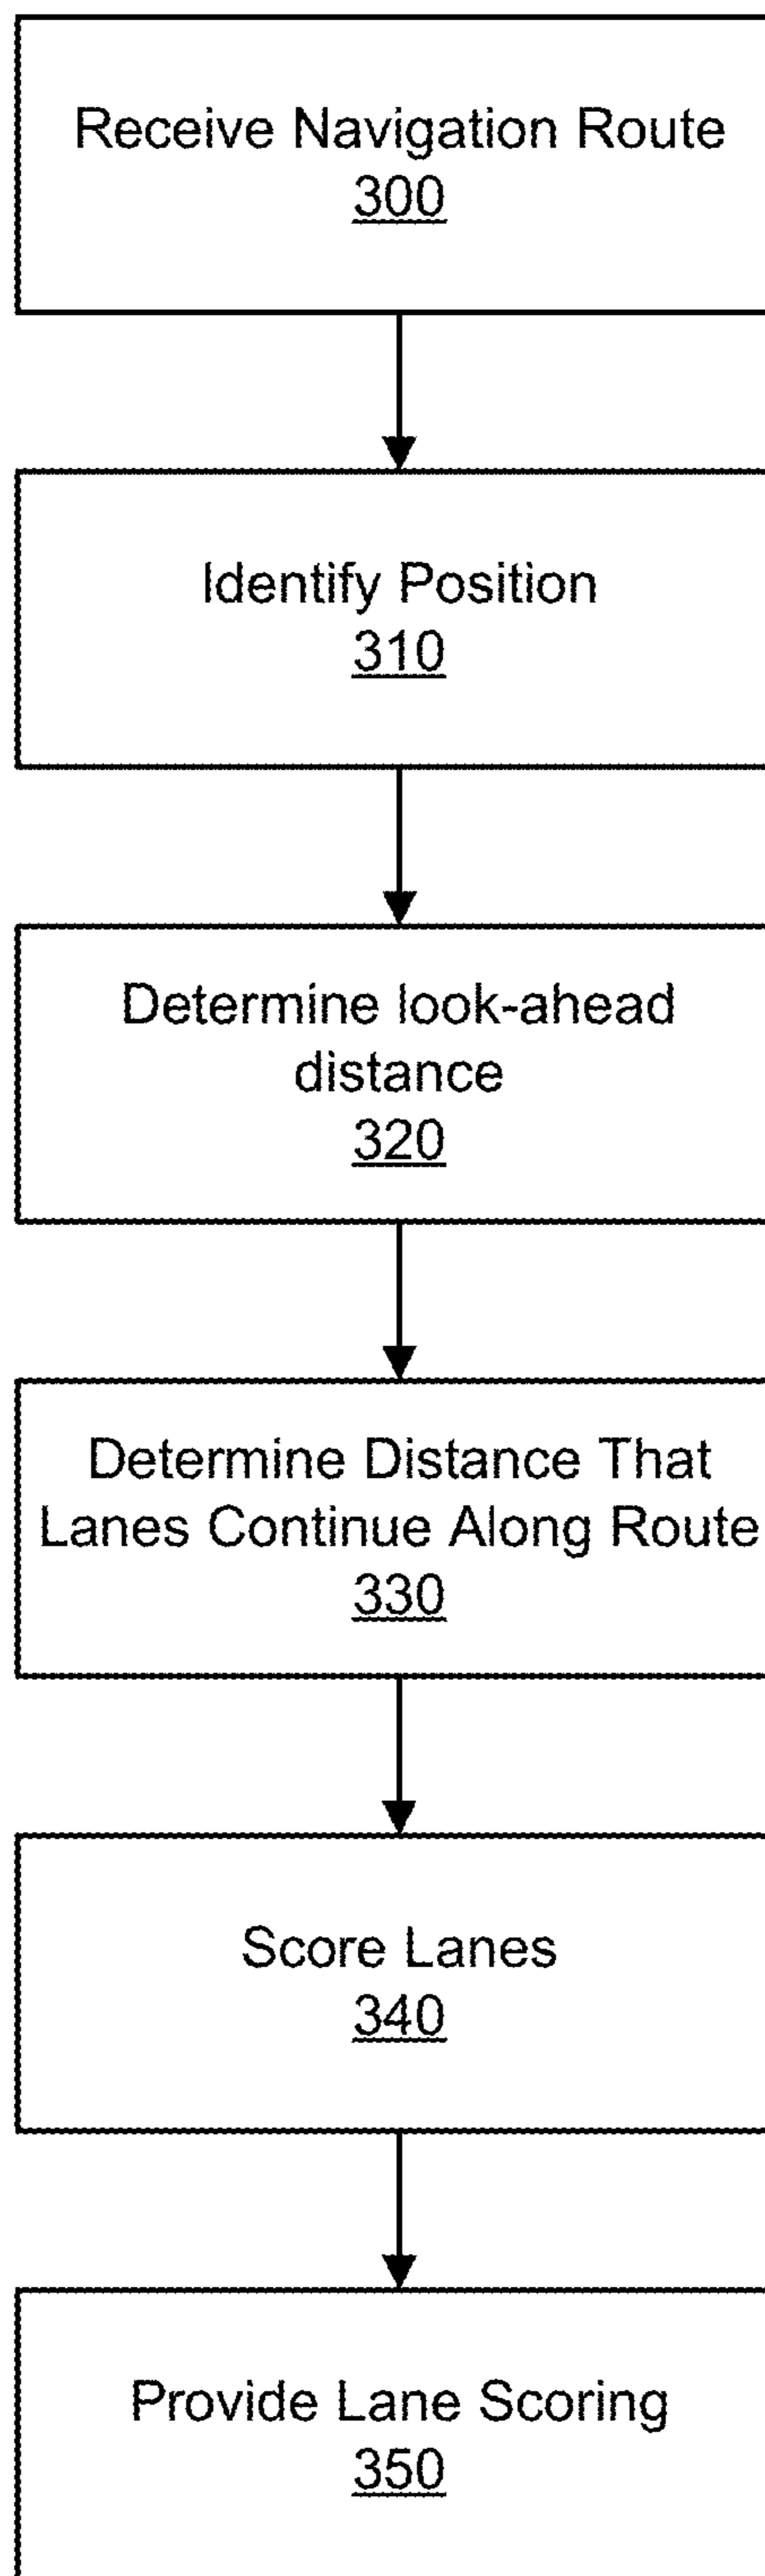 Receive Navigation Route
300
Identify Position
310
Determine look-ahead
distance
320
Determine Distance That
Lanes Continue Along Route
330
Score Lanes
340
Provide Lane Scoring
350